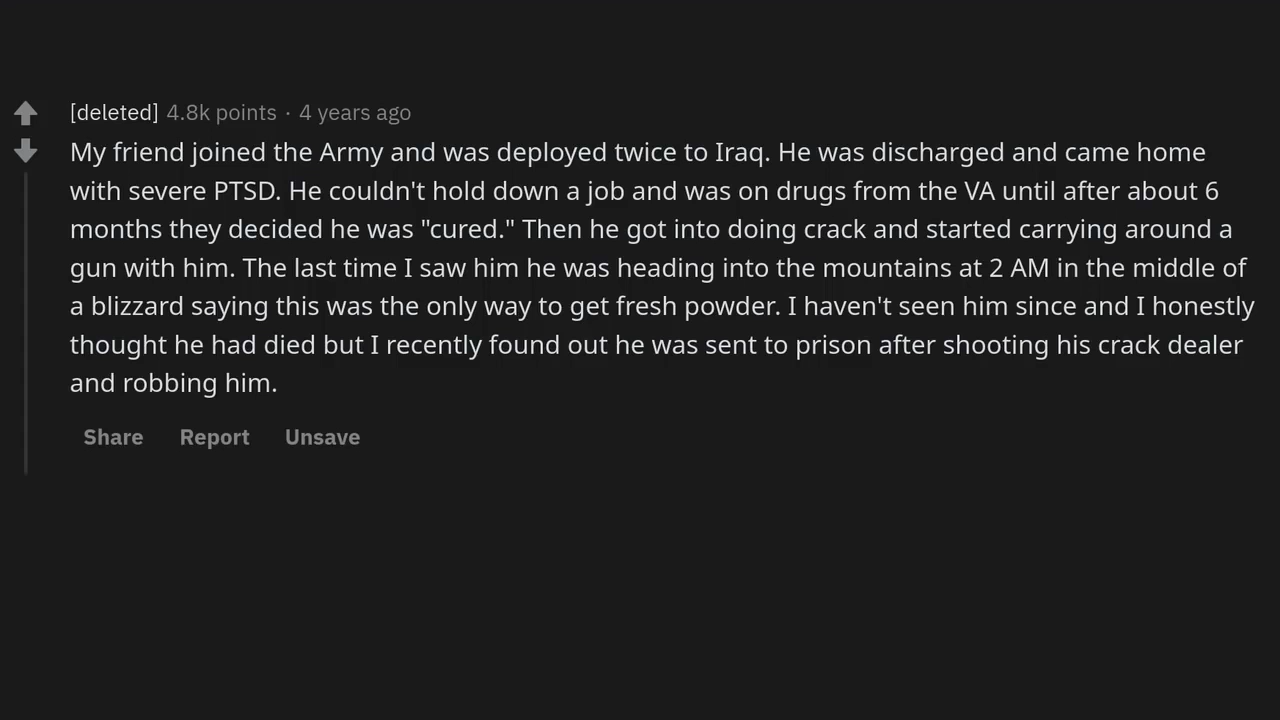 [deleted] 4.8k points · 4 years ago
My friend joined the Army and was deployed twice to Iraq. He was discharged and came home
with severe PTSD. He couldn't hold down a job and was on drugs from the VA until after about 6
months they decided he was "cured." Then he got into doing crack and started carrying around a
gun with him. The last time I saw him he was heading into the mountains at 2 AM in the middle of
a blizzard saying this was the only way to get fresh powder. I haven't seen him since and I honestly
thought he had died but I recently found out he was sent to prison after shooting his crack dealer
and robbing him.
Share Report Unsave